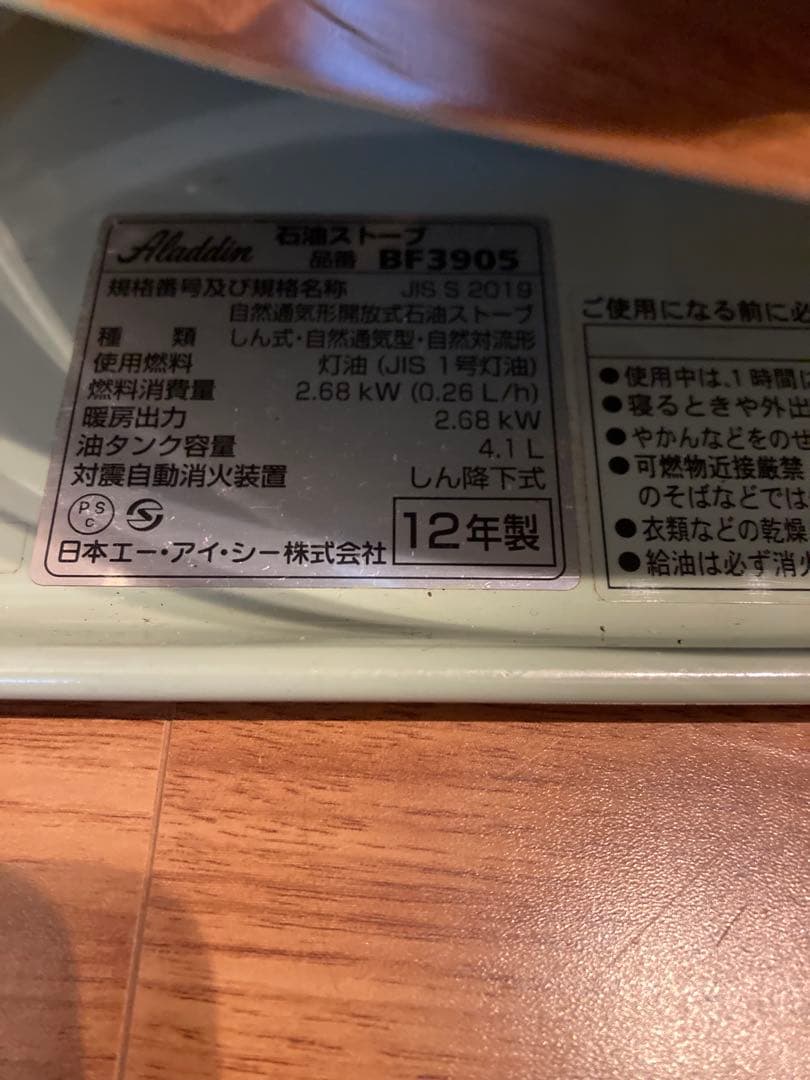 Aladdin 石油ストーブ
品番 BF3905
規格番号及び規格名称 JIS S 2019
自然通気形開放式石油ストーブ
種 類 しん式・自然通気型・自然対流形
使用燃料 灯油 (JIS 1号灯油)
燃料消費量 2.68 kW (0.26 L/h)
暖房出力 2.68 kW
油タンク容量 4.1 L
対震自動消火装置 しん降下式
PS
C
日本エー・アイ・シー株式会社 12年製
ご使用になる前に必
●使用中は、1時間に
●寝るときや外出
●やかんなどをのせ
●可燃物近接厳禁
のそばなどでは
●衣類などの乾燥
●給油は必ず消火